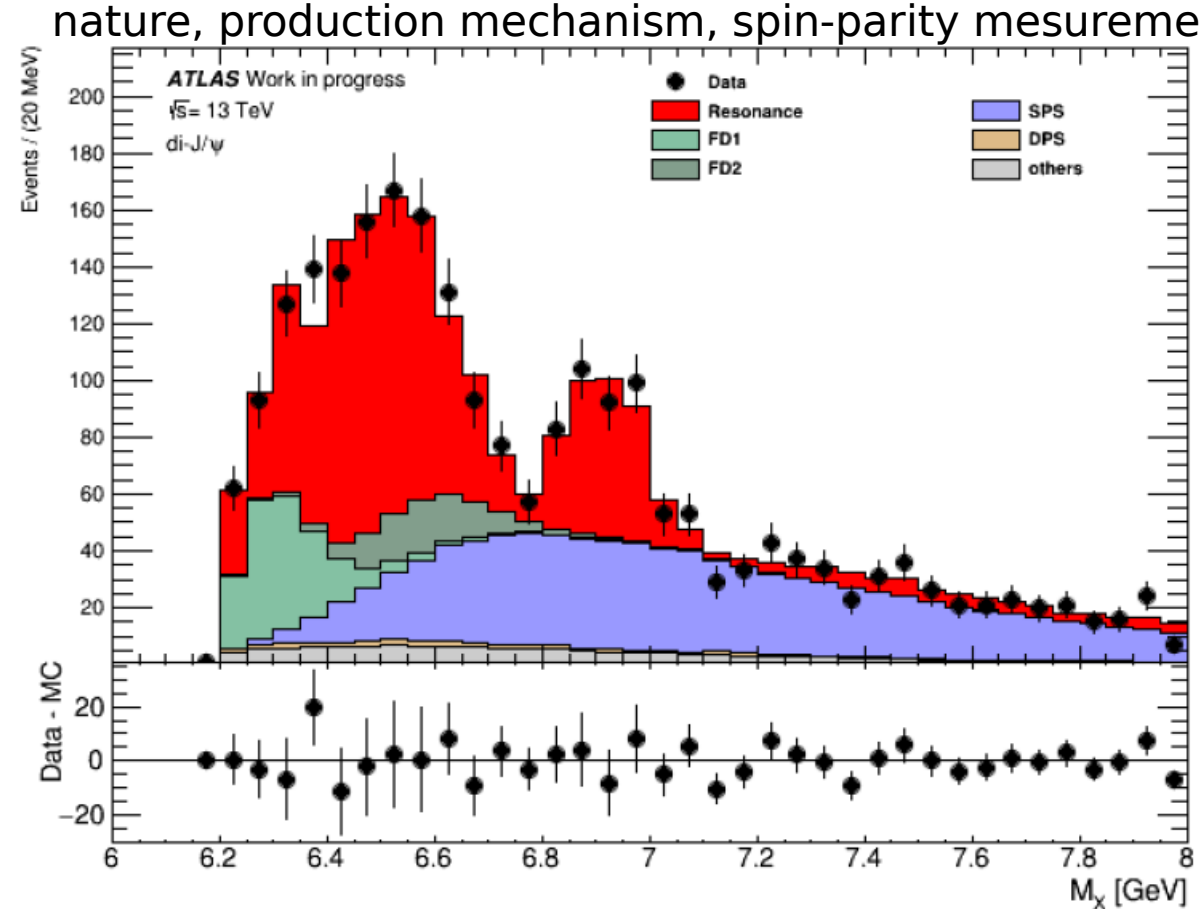 nature, production mechanism, spin-parity mesureme
Events / (20 MeV)
200
180
160
140
120
100
80
60
40
20
ATLAS Work in progress
√s= 13 TeV
di-J/ψ
Data
Resonance
FD1
FD2
SPS
DPS
others
Data - MC
20
0
−20
6 6.2 6.4 6.6 6.8 7 7.2 7.4 7.6 7.8 8
Mx [GeV]